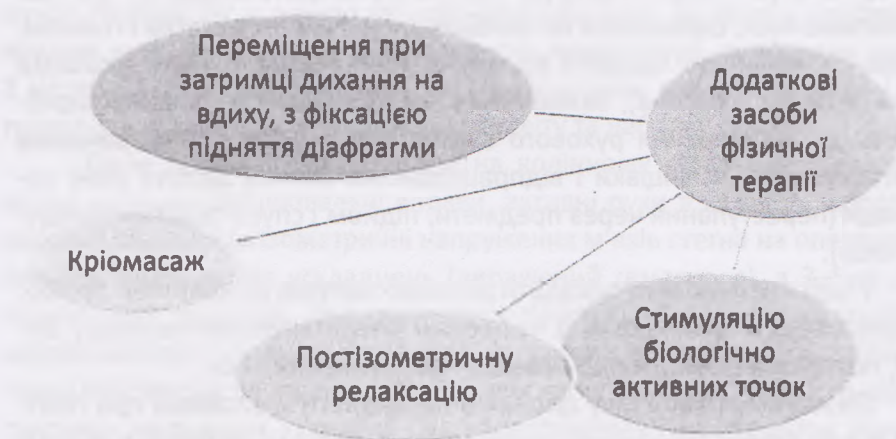 Переміщення при
затримці дихання на
вдиху, з фіксацією
підняття діафрагми
Додаткові
засоби
фізичної
терапії
Кріомасаж
Постізометричну
релаксацію
Стимуляцію
біологічно
активних точок